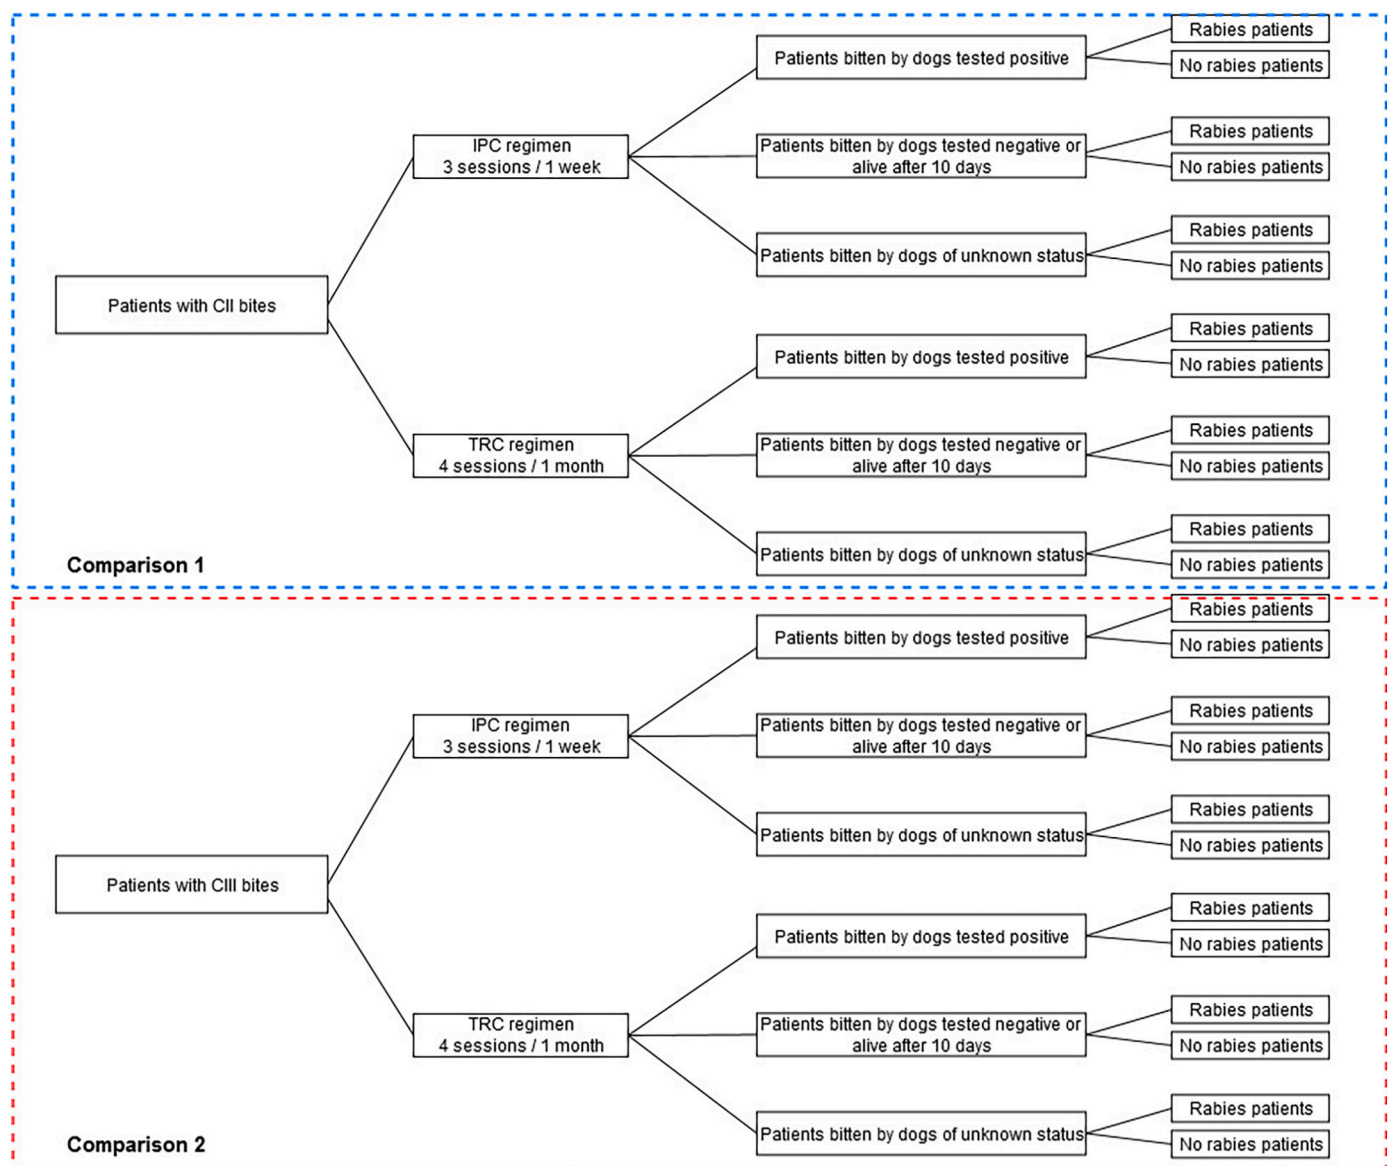 Rabies patients
Patients bitten by dogs tested positive
No rabies patients
Rabies patients
IPC regimen
3 sessions / 1 week
Patients bitten by dogs tested negative or
alive after 10 days
No rabies patients
Rabies patients
Patients bitten by dogs of unknown status
No rabies patients
Patients with CII bites
Rabies patients
Patients bitten by dogs tested positive
No rabies patients
Rabies patients
TRC regimen
4 sessions / 1 month
Patients bitten by dogs tested negative or
alive after 10 days
No rabies patients
Rabies patients
Patients bitten by dogs of unknown status
No rabies patients
Comparison 1
Rabies patients
Patients bitten by dogs tested positive
No rabies patients
Rabies patients
IPC regimen
3 sessions / 1 week
Patients bitten by dogs tested negative or
alive after 10 days
No rabies patients
Rabies patients
Patients bitten by dogs of unknown status
No rabies patients
Patients with CIII bites
Rabies patients
Patients bitten by dogs tested positive
No rabies patients
Rabies patients
TRC regimen
4 sessions / 1 month
Patients bitten by dogs tested negative or
alive after 10 days
No rabies patients
Rabies patients
Patients bitten by dogs of unknown status
No rabies patients
Comparison 2